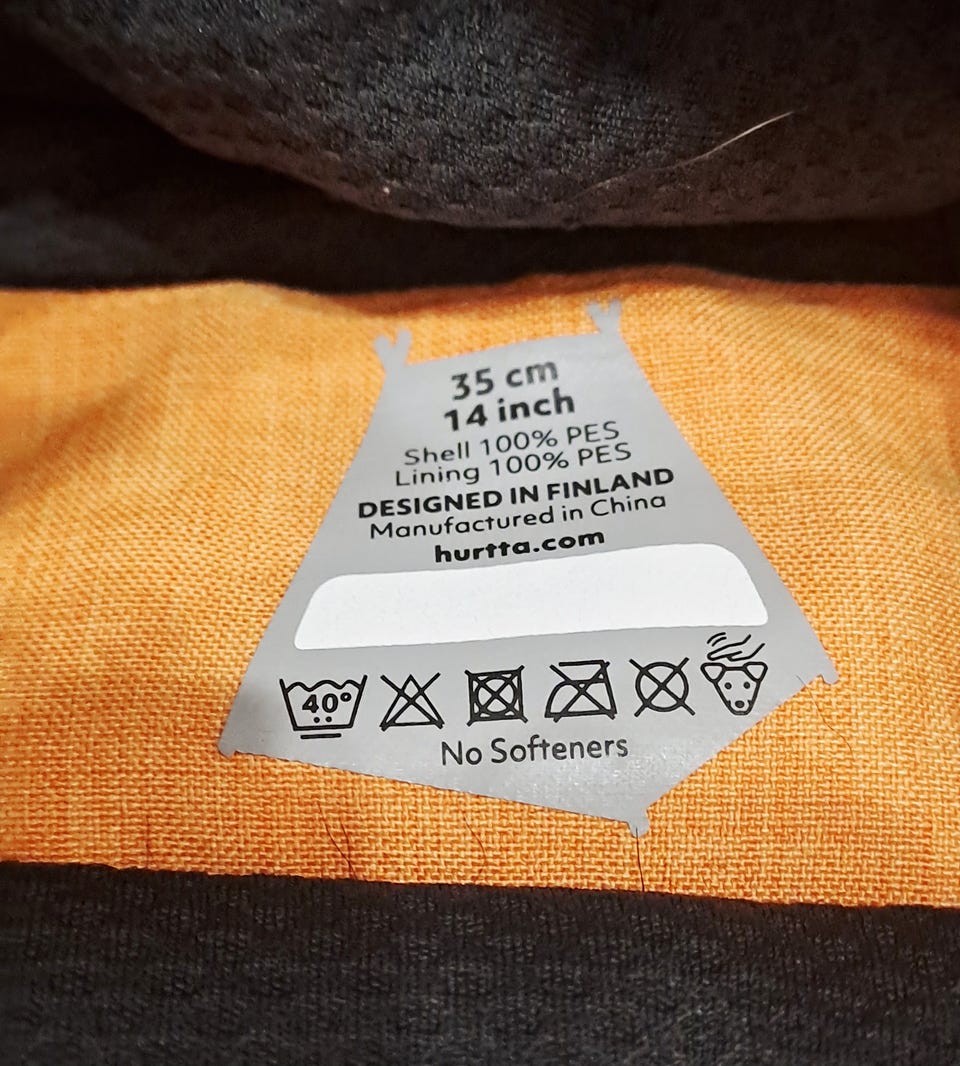 35 cm
14 inch
Shell 100% PES
Lining 100% PES
DESIGNED IN FINLAND
Manufactured in China
hurtta.com
40°
No Softeners